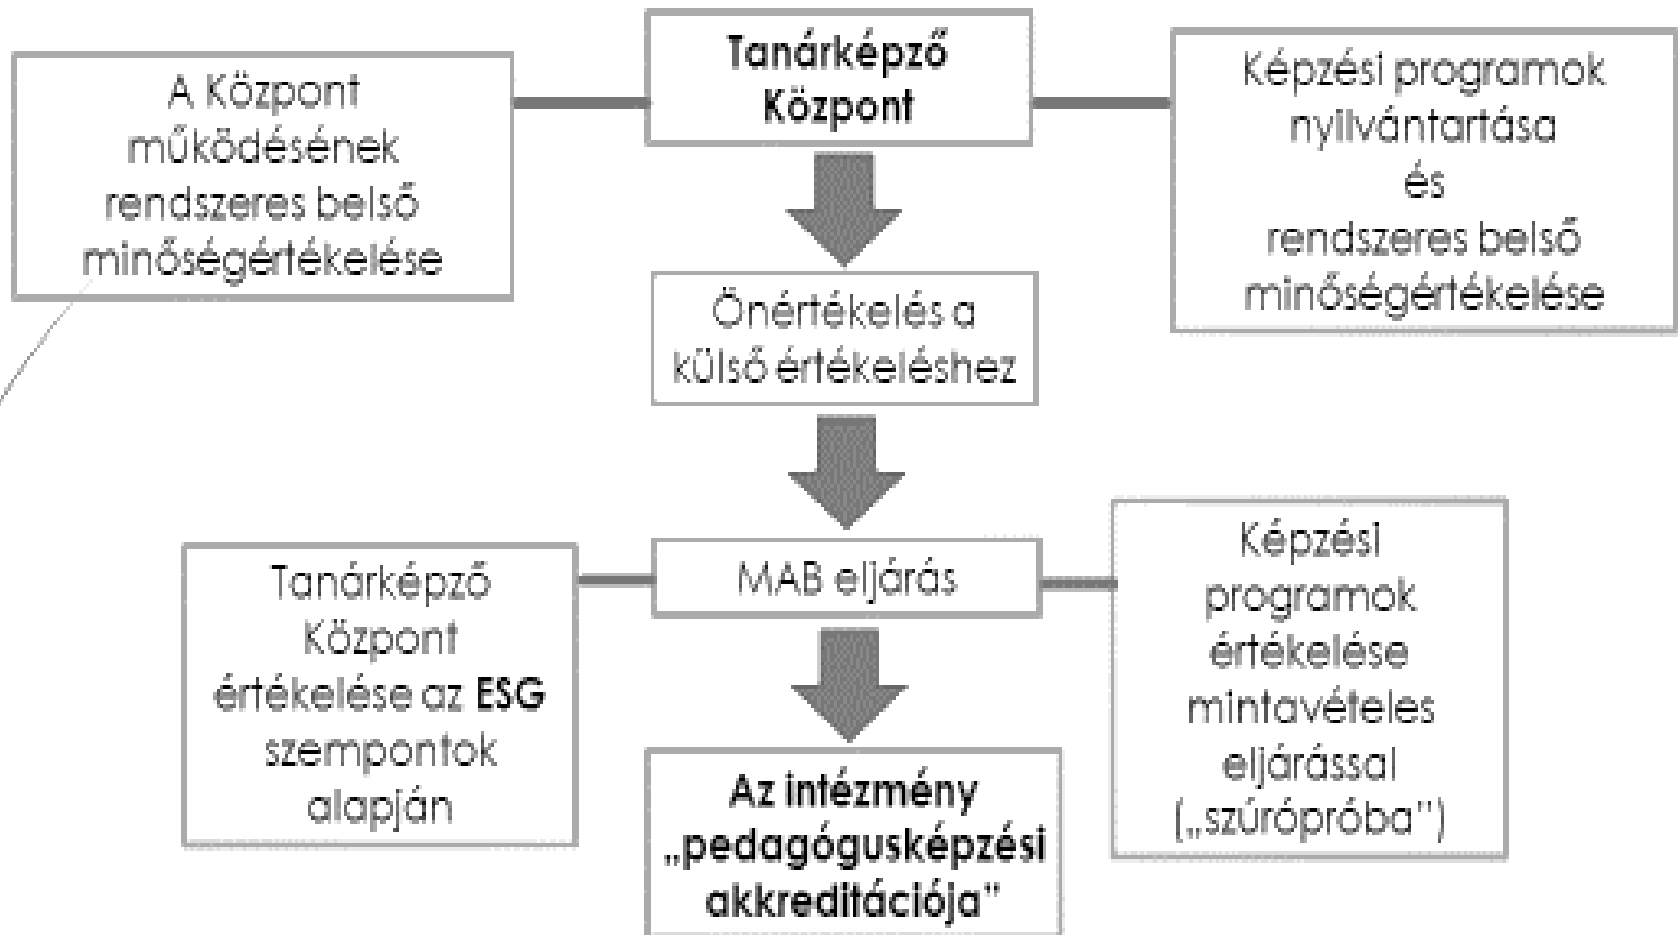 Tanárképző
Központ
A Központ
működésének
rendszeres belső
minőségértékelése
Képzési programok
nyilvántartása
és
rendszeres belső
minőségértékelése
Önértékelés a
külső értékeléshez
MAB eljárás
Tanárképző
Központ
értékelése az ESG
szempontok
alapján
Képzési
programok
értékelése
mintavételes
eljárással
(„szúrópróba”)
Az intézmény
„pedagógusképzési
akkreditációja”